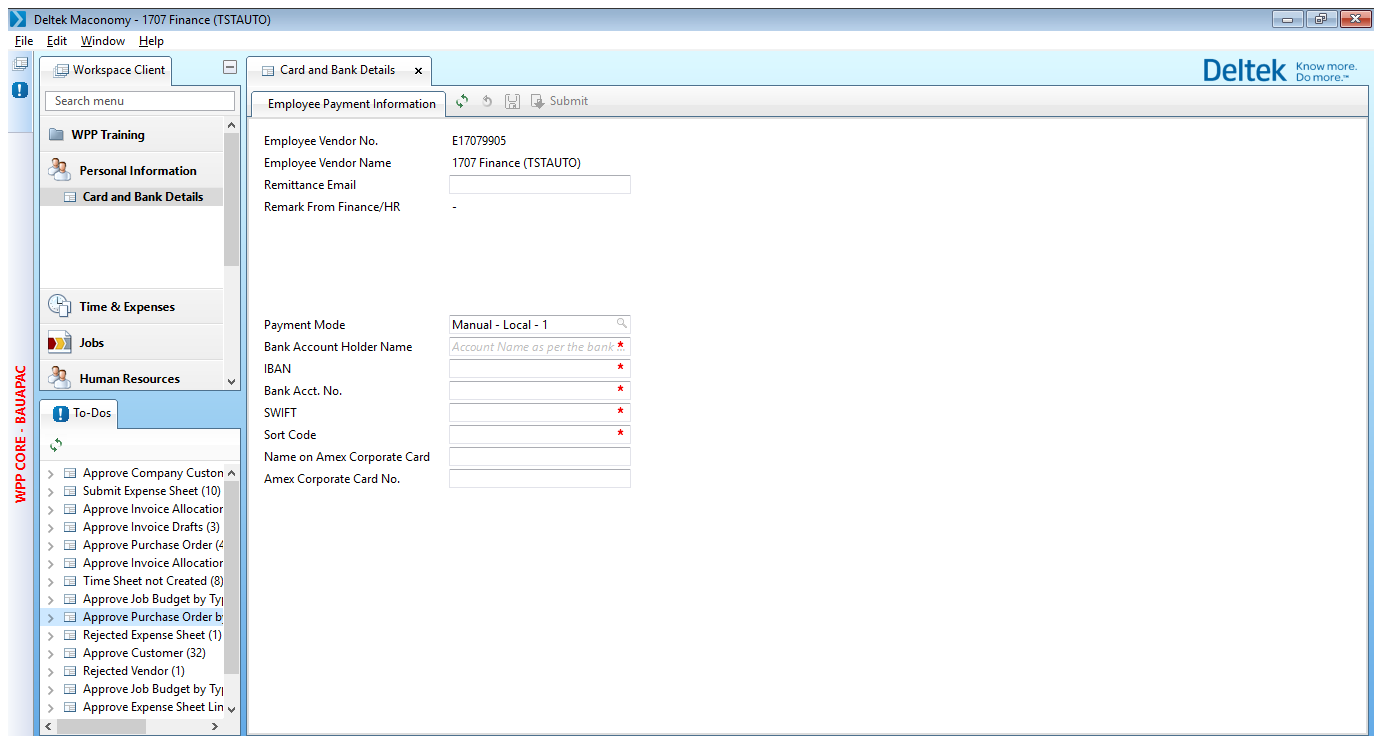 Deltek Maconomy - 1707 Finance (TSTAUTO)
File Edit Window Help
Workspace Client
Card and Bank Details
Deltek Know more. Do more.™
Search menu
Employee Payment Information
Submit
WPP Training
Personal Information
Card and Bank Details
Time & Expenses
Jobs
Human Resources
WPP CORE - BAUAPAC
To-Dos
Approve Company Custon
Submit Expense Sheet (10)
Approve Invoice Allocation
Approve Invoice Drafts (3)
Approve Purchase Order (4
Approve Invoice Allocation
Time Sheet not Created (8)
Approve Job Budget by Typ
Approve Purchase Order by
Rejected Expense Sheet (1)
Approve Customer (32)
Rejected Vendor (1)
Approve Job Budget by Typ
Approve Expense Sheet Lin
Employee Vendor No. E17079905
Employee Vendor Name 1707 Finance (TSTAUTO)
Remittance Email
Remark From Finance/HR -
Payment Mode Manual - Local - 1
Bank Account Holder Name Account Name as per the bank ... *
IBAN *
Bank Acct. No. *
SWIFT *
Sort Code *
Name on Amex Corporate Card
Amex Corporate Card No.